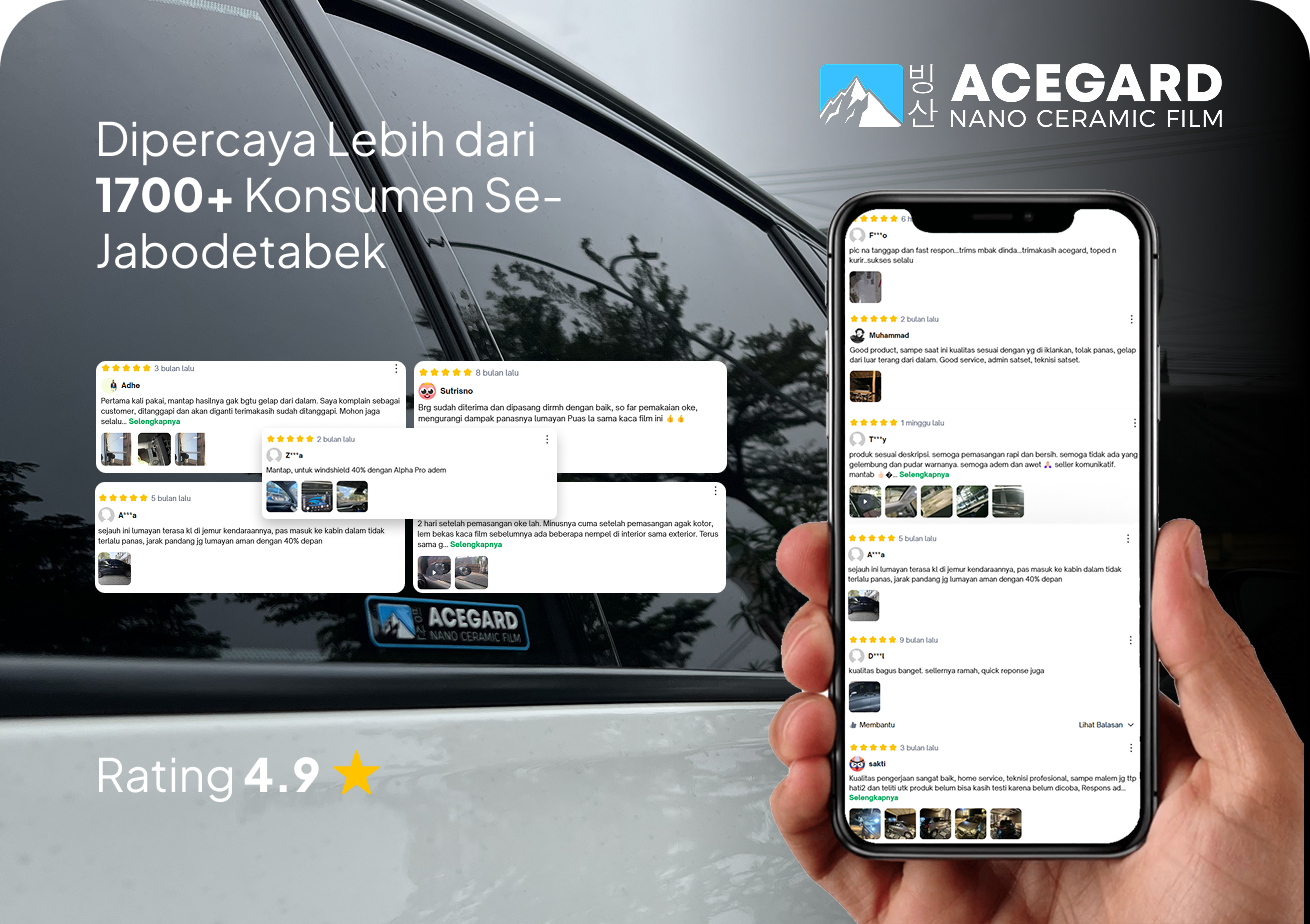 빙산
ACEGARD
NANO CERAMIC FILM
Dipercaya Lebih dari
1700+ Konsumen Se-
Jabodetabek
3 bulan lalu
Adhe
Pertama kali pakai, mantap hasilnya gak bgtu gelap dari dalam. Saya komplain sebagai
customer, ditanggapi dan akan diganti terimakasih sudah ditanggapi. Mohon jaga
selalu... Selengkapnya
8 bulan lalu
Sutrisno
Brg sudah diterima dan dipasang dirmh dengan baik, so far pemakaian oke,
mengurangi dampak panasnya lumayan Puas la sama kaca film ini 👍 👍
2 bulan lalu
Z***a
Mantap, untuk windshield 40% dengan Alpha Pro adem
5 bulan lalu
A***a
sejauh ini lumayan terasa kl di jemur kendaraannya, pas masuk ke kabin dalam tidak
terlalu panas, jarak pandang jg lumayan aman dengan 40% depan
2 hari setelah pemasangan oke lah. Minusnya cuma setelah pemasangan agak kotor,
lem bekas kaca film sebelumnya ada beberapa nempel di interior sama exterior. Terus
sama g... Selengkapnya
ACEGARD
NANO CERAMIC FILM
Rating 4.9
6
F***o
pic na tanggap dan fast respon...trims mbak dinda...trimakasih acegard, toped n
kurir..sukses selalu
2 bulan lalu
Muhammad
Good product, sampe saat ini kualitas sesuai dengan yg di iklankan, tolak panas, gelap
dari luar terang dari dalam. Good service, admin satset, teknisi satset.
1 minggu lalu
T***y
produk sesuai deskripsi. semoga pemasangan rapi dan bersih. semoga tidak ada yang
gelembung dan pudar warnanya. semoga adem dan awet 🙏 seller komunikatif.
mantab 👍�... Selengkapnya
5 bulan lalu
A***a
sejauh ini lumayan terasa kl di jemur kendaraannya, pas masuk ke kabin dalam tidak
terlalu panas, jarak pandang jg lumayan aman dengan 40% depan
9 bulan lalu
D***l
kualitas bagus banget. sellernya ramah, quick reponse juga
Membantu
Lihat Balasan
3 bulan lalu
sakti
Kualitas pengerjaan sangat baik, home service, teknisi profesional, sampe malem jg ttp
hati2 dan teliti utk produk belum bisa kasih testi karena belum dicoba, Respons ad...
Selengkapnya